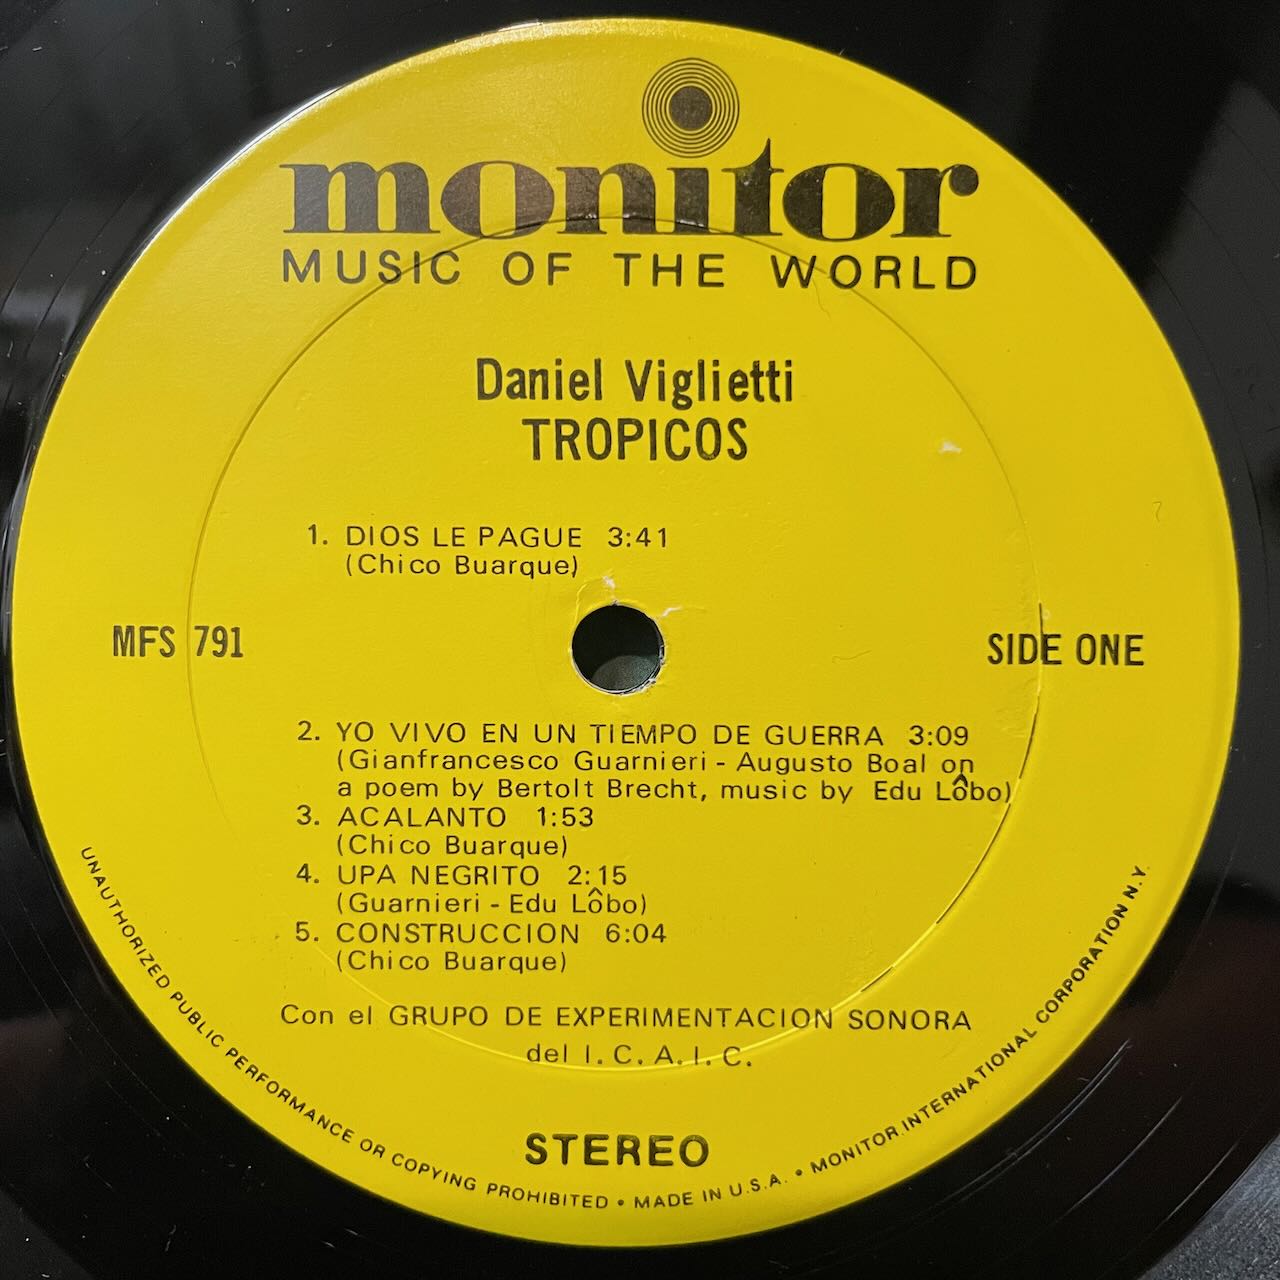 monitor
MUSIC OF THE WORLD
Daniel Viglietti
TROPICOS
1. DIOS LE PAGUE 3:41
(Chico Buarque)
MFS 791
SIDE ONE
2. YO VIVO EN UN TIEMPO DE GUERRA 3:09
(Gianfrancesco Guarnieri - Augusto Boal on
a poem by Bertolt Brecht, music by Edu Lôbo)
3. ACALANTO 1:53
(Chico Buarque)
4. UPA NEGRITO 2:15
(Guarnieri - Edu Lôbo)
5. CONSTRUCCION 6:04
(Chico Buarque)
Con el GRUPO DE EXPERIMENTACION SONORA
del I. C. A. I. C.
STEREO
UNAUTHORIZED PUBLIC PERFORMANCE OR COPYING PROHIBITED • MADE IN U.S.A. • MONITOR INTERNATIONAL CORPORATION N.Y.